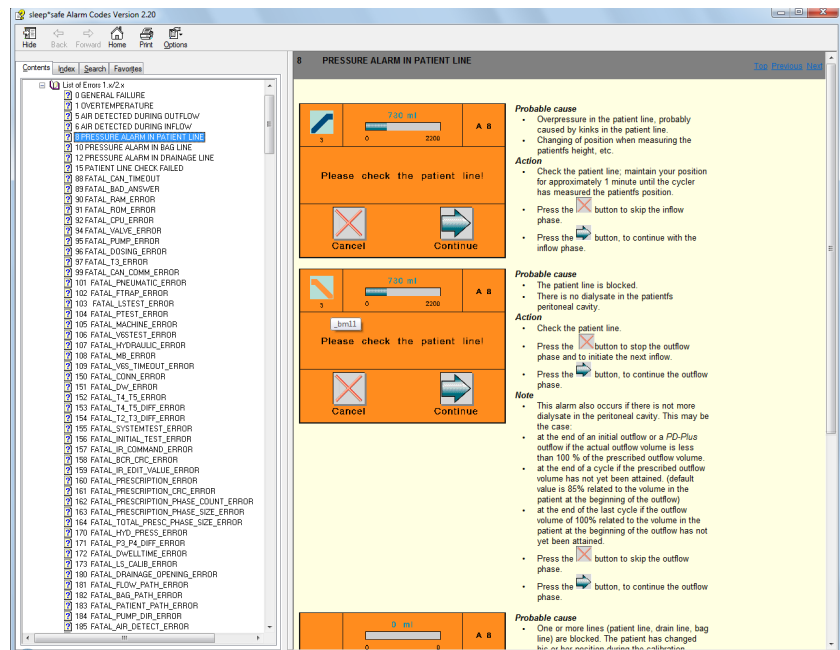 sleep*safe Alarm Codes Version 2.20
Hide Back Forward Home Print Options
Contents Index Search Favorites
List of Errors 1.x/2.x
0 GENERAL FAILURE
1 OVERTEMPERATURE
5 AIR DETECTED DURING OUTFLOW
6 AIR DETECTED DURING INFLOW
8 PRESSURE ALARM IN PATIENT LINE
10 PRESSURE ALARM IN BAG LINE
12 PRESSURE ALARM IN DRAINAGE LINE
15 PATIENT LINE CHECK FAILED
88 FATAL_CAN_TIMEOUT
89 FATAL_BAD_ANSWER
90 FATAL_RAM_ERROR
91 FATAL_ROM_ERROR
92 FATAL_CPU_ERROR
94 FATAL_VALVE_ERROR
95 FATAL_PUMP_ERROR
96 FATAL_DOSING_ERROR
97 FATAL_T3_ERROR
99 FATAL_CAN_COMM_ERROR
101 FATAL_PNEUMATIC_ERROR
102 FATAL_FTRAP_ERROR
103 FATAL_LSTEST_ERROR
104 FATAL_PTEST_ERROR
105 FATAL_MACHINE_ERROR
106 FATAL_V6STEST_ERROR
107 FATAL_HYDRAULIC_ERROR
108 FATAL_MB_ERROR
109 FATAL_V6S_TIMEOUT_ERROR
150 FATAL_CONN_ERROR
151 FATAL_DW_ERROR
152 FATAL_T4_T5_ERROR
153 FATAL_T4_T5_DIFF_ERROR
154 FATAL_T2_T3_DIFF_ERROR
155 FATAL_SYSTEMTEST_ERROR
156 FATAL_INITIAL_TEST_ERROR
157 FATAL_IR_COMMAND_ERROR
158 FATAL_BCR_CRC_ERROR
159 FATAL_IR_EDIT_VALUE_ERROR
160 FATAL_PRESCRIPTION_ERROR
161 FATAL_PRESCRIPTION_CRC_ERROR
162 FATAL_PRESCRIPTION_PHASE_COUNT_ERROR
163 FATAL_PRESCRIPTION_PHASE_SIZE_ERROR
164 FATAL_TOTAL_PRESC_PHASE_SIZE_ERROR
170 FATAL_HYD_PRESS_ERROR
171 FATAL_P3_P4_DIFF_ERROR
172 FATAL_DWELLTIME_ERROR
173 FATAL_LS_CALIB_ERROR
180 FATAL_DRAINAGE_OPENING_ERROR
181 FATAL_FLOW_PATH_ERROR
182 FATAL_BAG_PATH_ERROR
183 FATAL_PATIENT_PATH_ERROR
184 FATAL_PUMP_DIR_ERROR
185 FATAL_AIR_DETECT_ERROR
8 PRESSURE ALARM IN PATIENT LINE
Top Previous Next
730 ml
A 8
3 0 2200
Please check the patient line!
Cancel Continue
Probable cause
• Overpressure in the patient line, probably
caused by kinks in the patient line.
• Changing of position when measuring the
patientfs height, etc.
Action
• Check the patient line; maintain your position
for approximately 1 minute until the cycler
has measured the patientfs position.
• Press the button to skip the inflow
phase.
• Press the button, to continue with the
inflow phase.
730 ml
A 8
3 0 2200
_bm11
Please check the patient line!
Cancel Continue
Probable cause
• The patient line is blocked.
• There is no dialysate in the patientfs
peritoneal cavity.
Action
• Check the patient line.
• Press the button to stop the outflow
phase and to initiate the next inflow.
• Press the button, to continue the outflow
phase.
Note
• This alarm also occurs if there is not more
dialysate in the peritoneal cavity. This may be
the case:
• at the end of an initial outflow or a PD-Plus
outflow if the actual outflow volume is less
than 100 % of the prescribed outflow volume.
• at the end of a cycle if the prescribed outflow
volume has not yet been attained. (default
value is 85% related to the volume in the
patient at the beginning of the outflow)
• at the end of the last cycle if the outflow
volume of 100% related to the volume in the
patient at the beginning of the outflow has not
yet been attained.
• Press the button to skip the outflow
phase.
• Press the button, to continue the outflow
phase.
0 ml
A 8
0 0
Probable cause
• One or more lines (patient line, drain line, bag
line) are blocked. The patient has changed
his or her position during the calibration